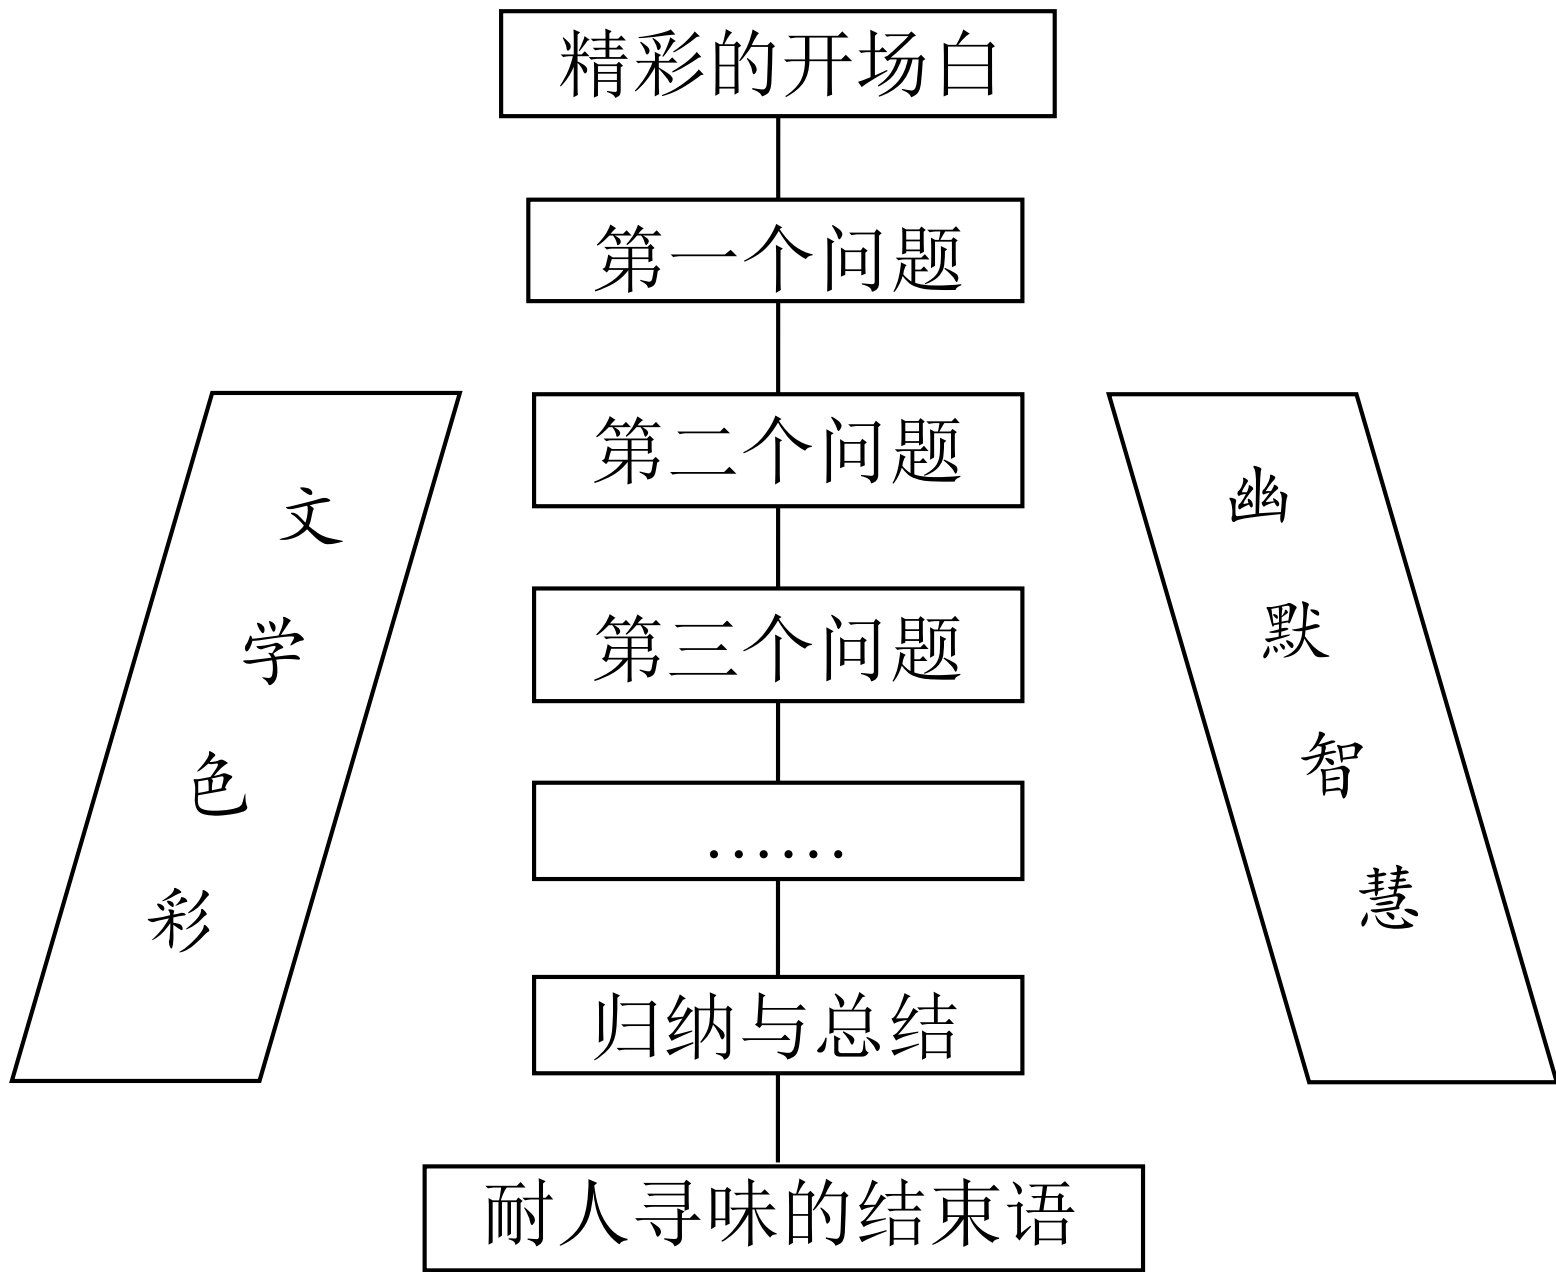 精彩的开场白
第一个问题
第二个问题
第三个问题
……
归纳与总结
耐人寻味的结束语
文学色彩
幽默智慧